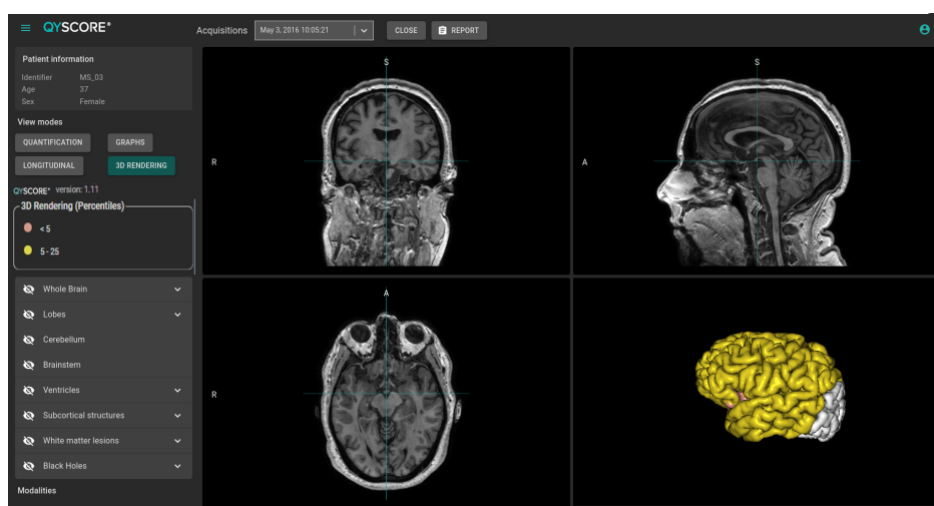 QYSCORE®
Acquisitions
May 3, 2016 10:05:21
CLOSE
REPORT
Patient information
Identifier MS_03
Age 37
Sex Female
View modes
QUANTIFICATION GRAPHS
LONGITUDINAL 3D RENDERING
QYSCORE® version: 1.11
3D Rendering (Percentiles)
< 5
5 - 25
Whole Brain
Lobes
Cerebellum
Brainstem
Ventricles
Subcortical structures
White matter lesions
Black Holes
Modalities
S
R
S
A
A
R